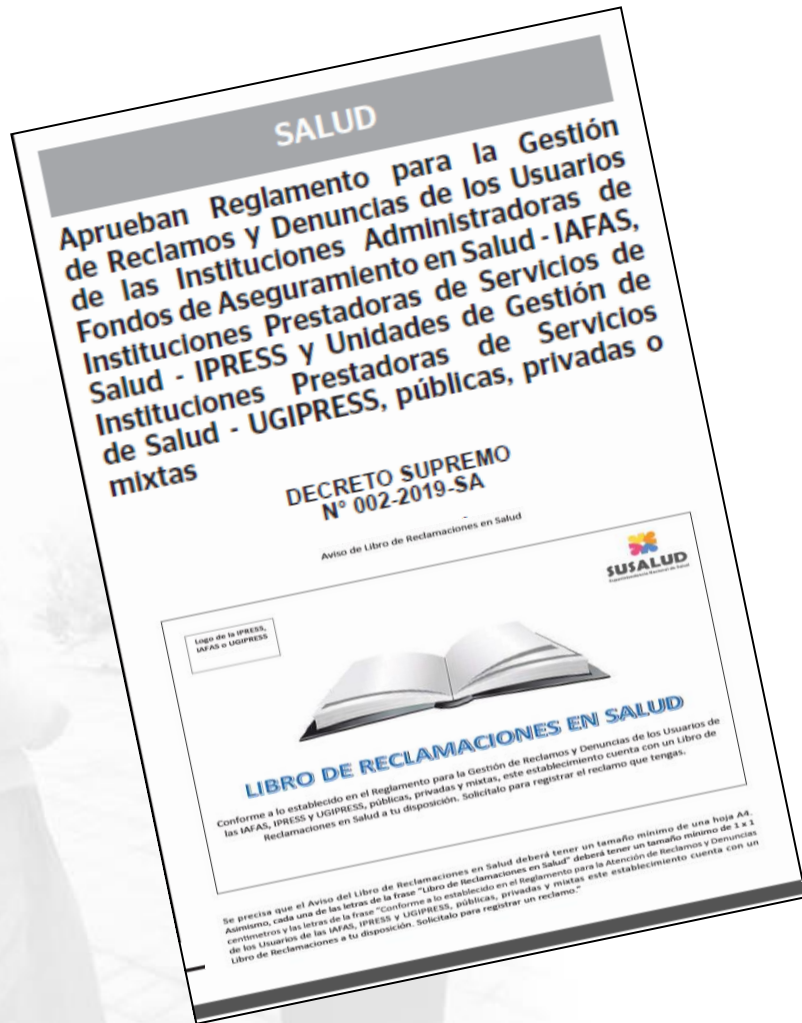 SALUD
Aprueban Reglamento para la Gestión
de Reclamos y Denuncias de los Usuarios
de las Instituciones Administradoras de
Fondos de Aseguramiento en Salud - IAFAS,
Instituciones Prestadoras de Servicios de
Salud - IPRESS y Unidades de Gestión de
Instituciones Prestadoras de Servicios
de Salud - UGIPRESS, públicas, privadas o
mixtas
DECRETO SUPREMO
N° 002-2019-SA
Aviso de Libro de Reclamaciones en Salud
SUSALUD
Superintendencia Nacional de Salud
Logo de la IPRESS,
IAFAS o UGIPRESS
LIBRO DE RECLAMACIONES EN SALUD
Conforme a lo establecido en el Reglamento para la Gestión de Reclamos y Denuncias de los Usuarios de
las IAFAS, IPRESS y UGIPRESS, públicas, privadas y mixtas, este establecimiento cuenta con un Libro de
Reclamaciones en Salud a tu disposición. Solicítalo para registrar el reclamo que tengas.
Se precisa que el Aviso del Libro de Reclamaciones en Salud deberá tener un tamaño mínimo de una hoja A4.
Asimismo, cada una de las letras de la frase "Libro de Reclamaciones en Salud" deberá tener un tamaño mínimo de 1 x 1
centímetros y las letras de la frase "Conforme a lo establecido en el Reglamento para la Atención de Reclamos y Denuncias
de los Usuarios de las IAFAS, IPRESS y UGIPRESS, públicas, privadas y mixtas este establecimiento cuenta con un
Libro de Reclamaciones a tu disposición. Solicítalo para registrar un reclamo."